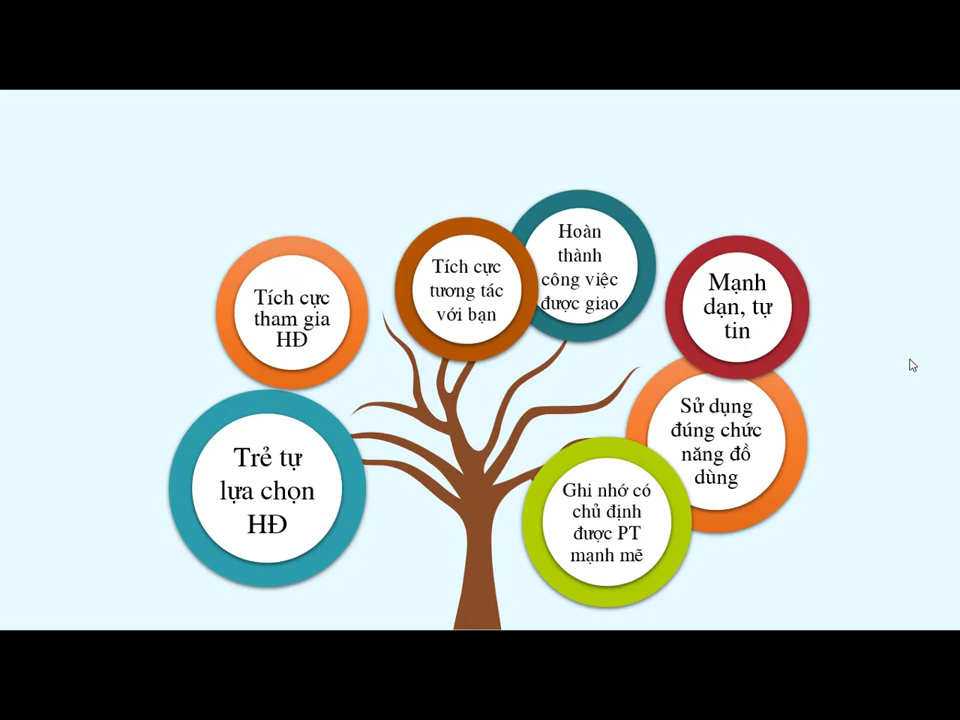 Trẻ tự
lựa chọn
HĐ
Tích cực
tham gia
HĐ
Tích cực
tương tác
với bạn
Hoàn
thành
công việc
được giao
Mạnh
dạn, tự
tin
Sử dụng
đúng chức
năng đồ
dùng
Ghi nhớ có
chủ định
được PT
mạnh mẽ